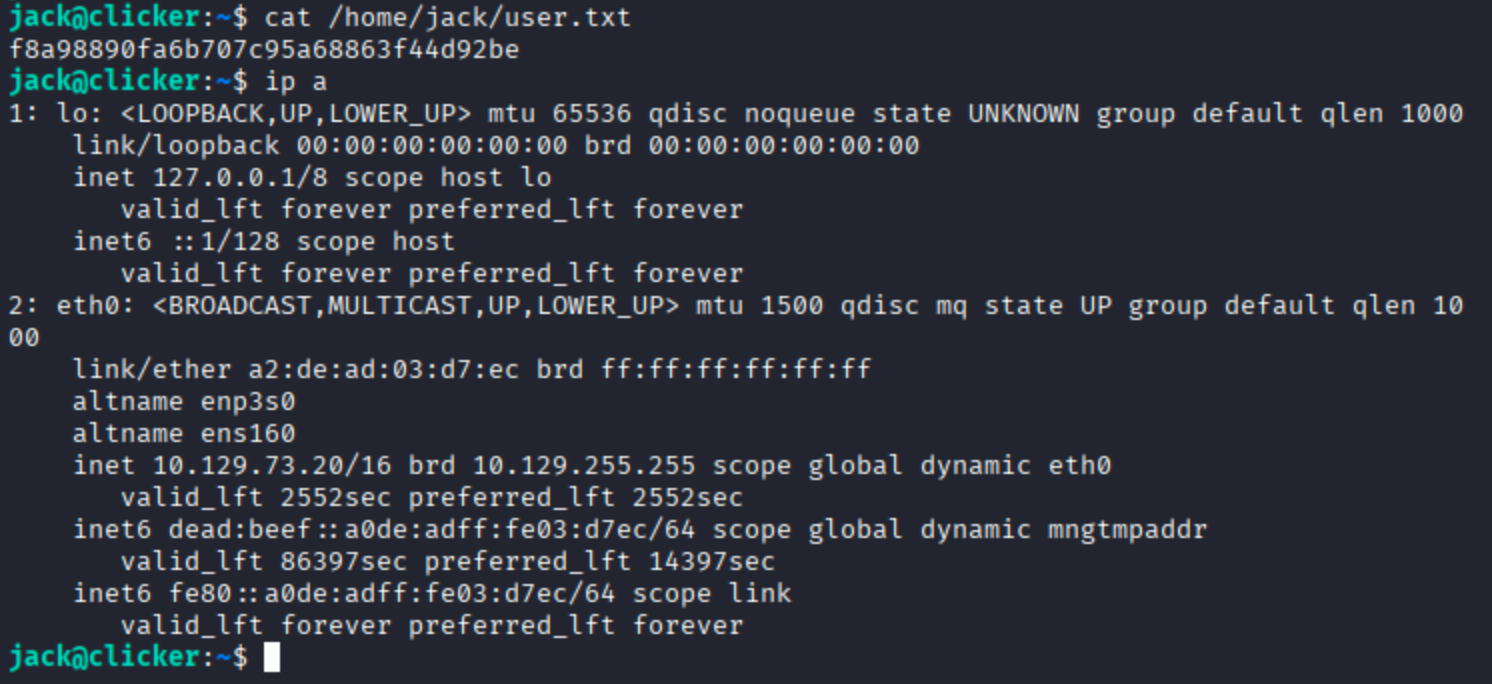 jack@clicker:~$ cat /home/jack/user.txt
f8a98890fa6b707c95a68863f44d92be
jack@clicker:~$ ip a
1: lo: <LOOPBACK,UP,LOWER_UP> mtu 65536 qdisc noqueue state UNKNOWN group default qlen 1000
    link/loopback 00:00:00:00:00:00 brd 00:00:00:00:00:00
    inet 127.0.0.1/8 scope host lo
       valid_lft forever preferred_lft forever
    inet6 ::1/128 scope host
       valid_lft forever preferred_lft forever
2: eth0: <BROADCAST,MULTICAST,UP,LOWER_UP> mtu 1500 qdisc mq state UP group default qlen 10
00
    link/ether a2:de:ad:03:d7:ec brd ff:ff:ff:ff:ff:ff
    altname enp3s0
    altname ens160
    inet 10.129.73.20/16 brd 10.129.255.255 scope global dynamic eth0
       valid_lft 2552sec preferred_lft 2552sec
    inet6 dead:beef::a0de:adff:fe03:d7ec/64 scope global dynamic mngtmpaddr
       valid_lft 86397sec preferred_lft 14397sec
    inet6 fe80::a0de:adff:fe03:d7ec/64 scope link
       valid_lft forever preferred_lft forever
jack@clicker:~$